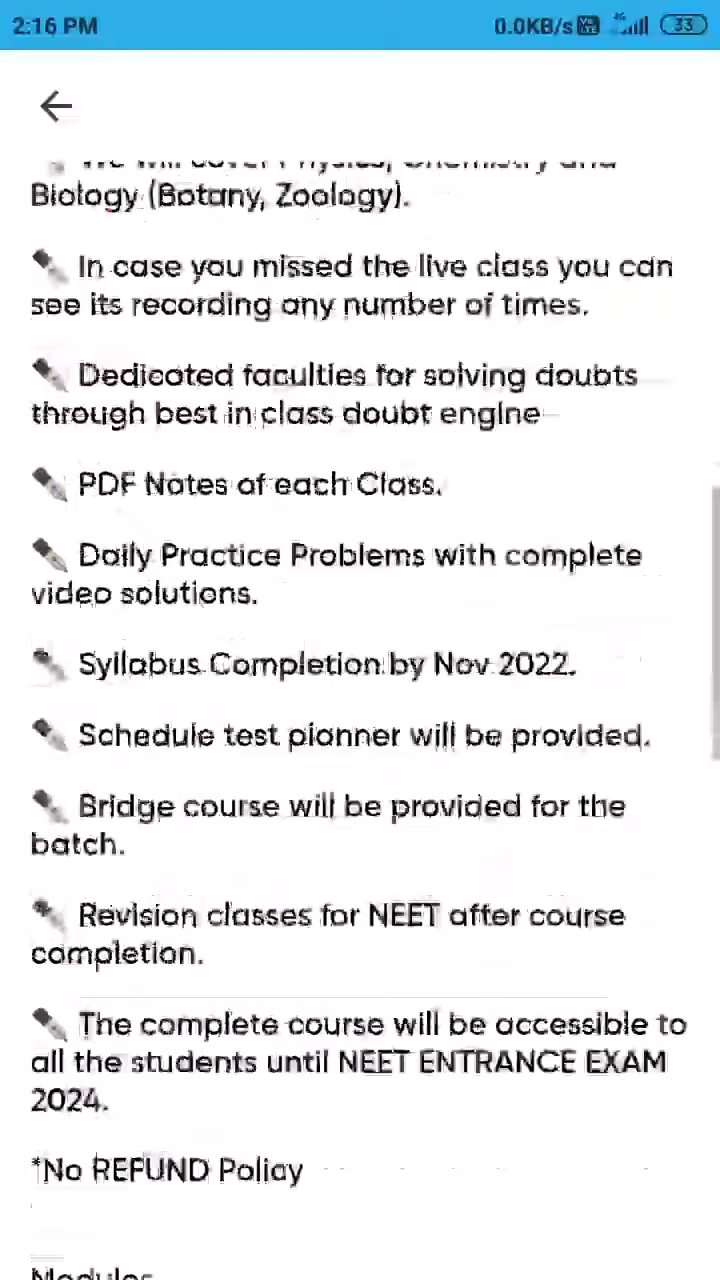 2:16 PM 0.0KB/s 33
Biology (Botany, Zoology).
In case you missed the live class you can
see its recording any number of times.
Dedicated faculties for solving doubts
through best in class doubt engine
PDF Notes of each Class.
Daily Practice Problems with complete
video solutions.
Syllabus Completion by Nov 2022.
Schedule test planner will be provided.
Bridge course will be provided for the
batch.
Revision classes for NEET after course
completion.
The complete course will be accessible to
all the students until NEET ENTRANCE EXAM
2024.
*No REFUND Policy